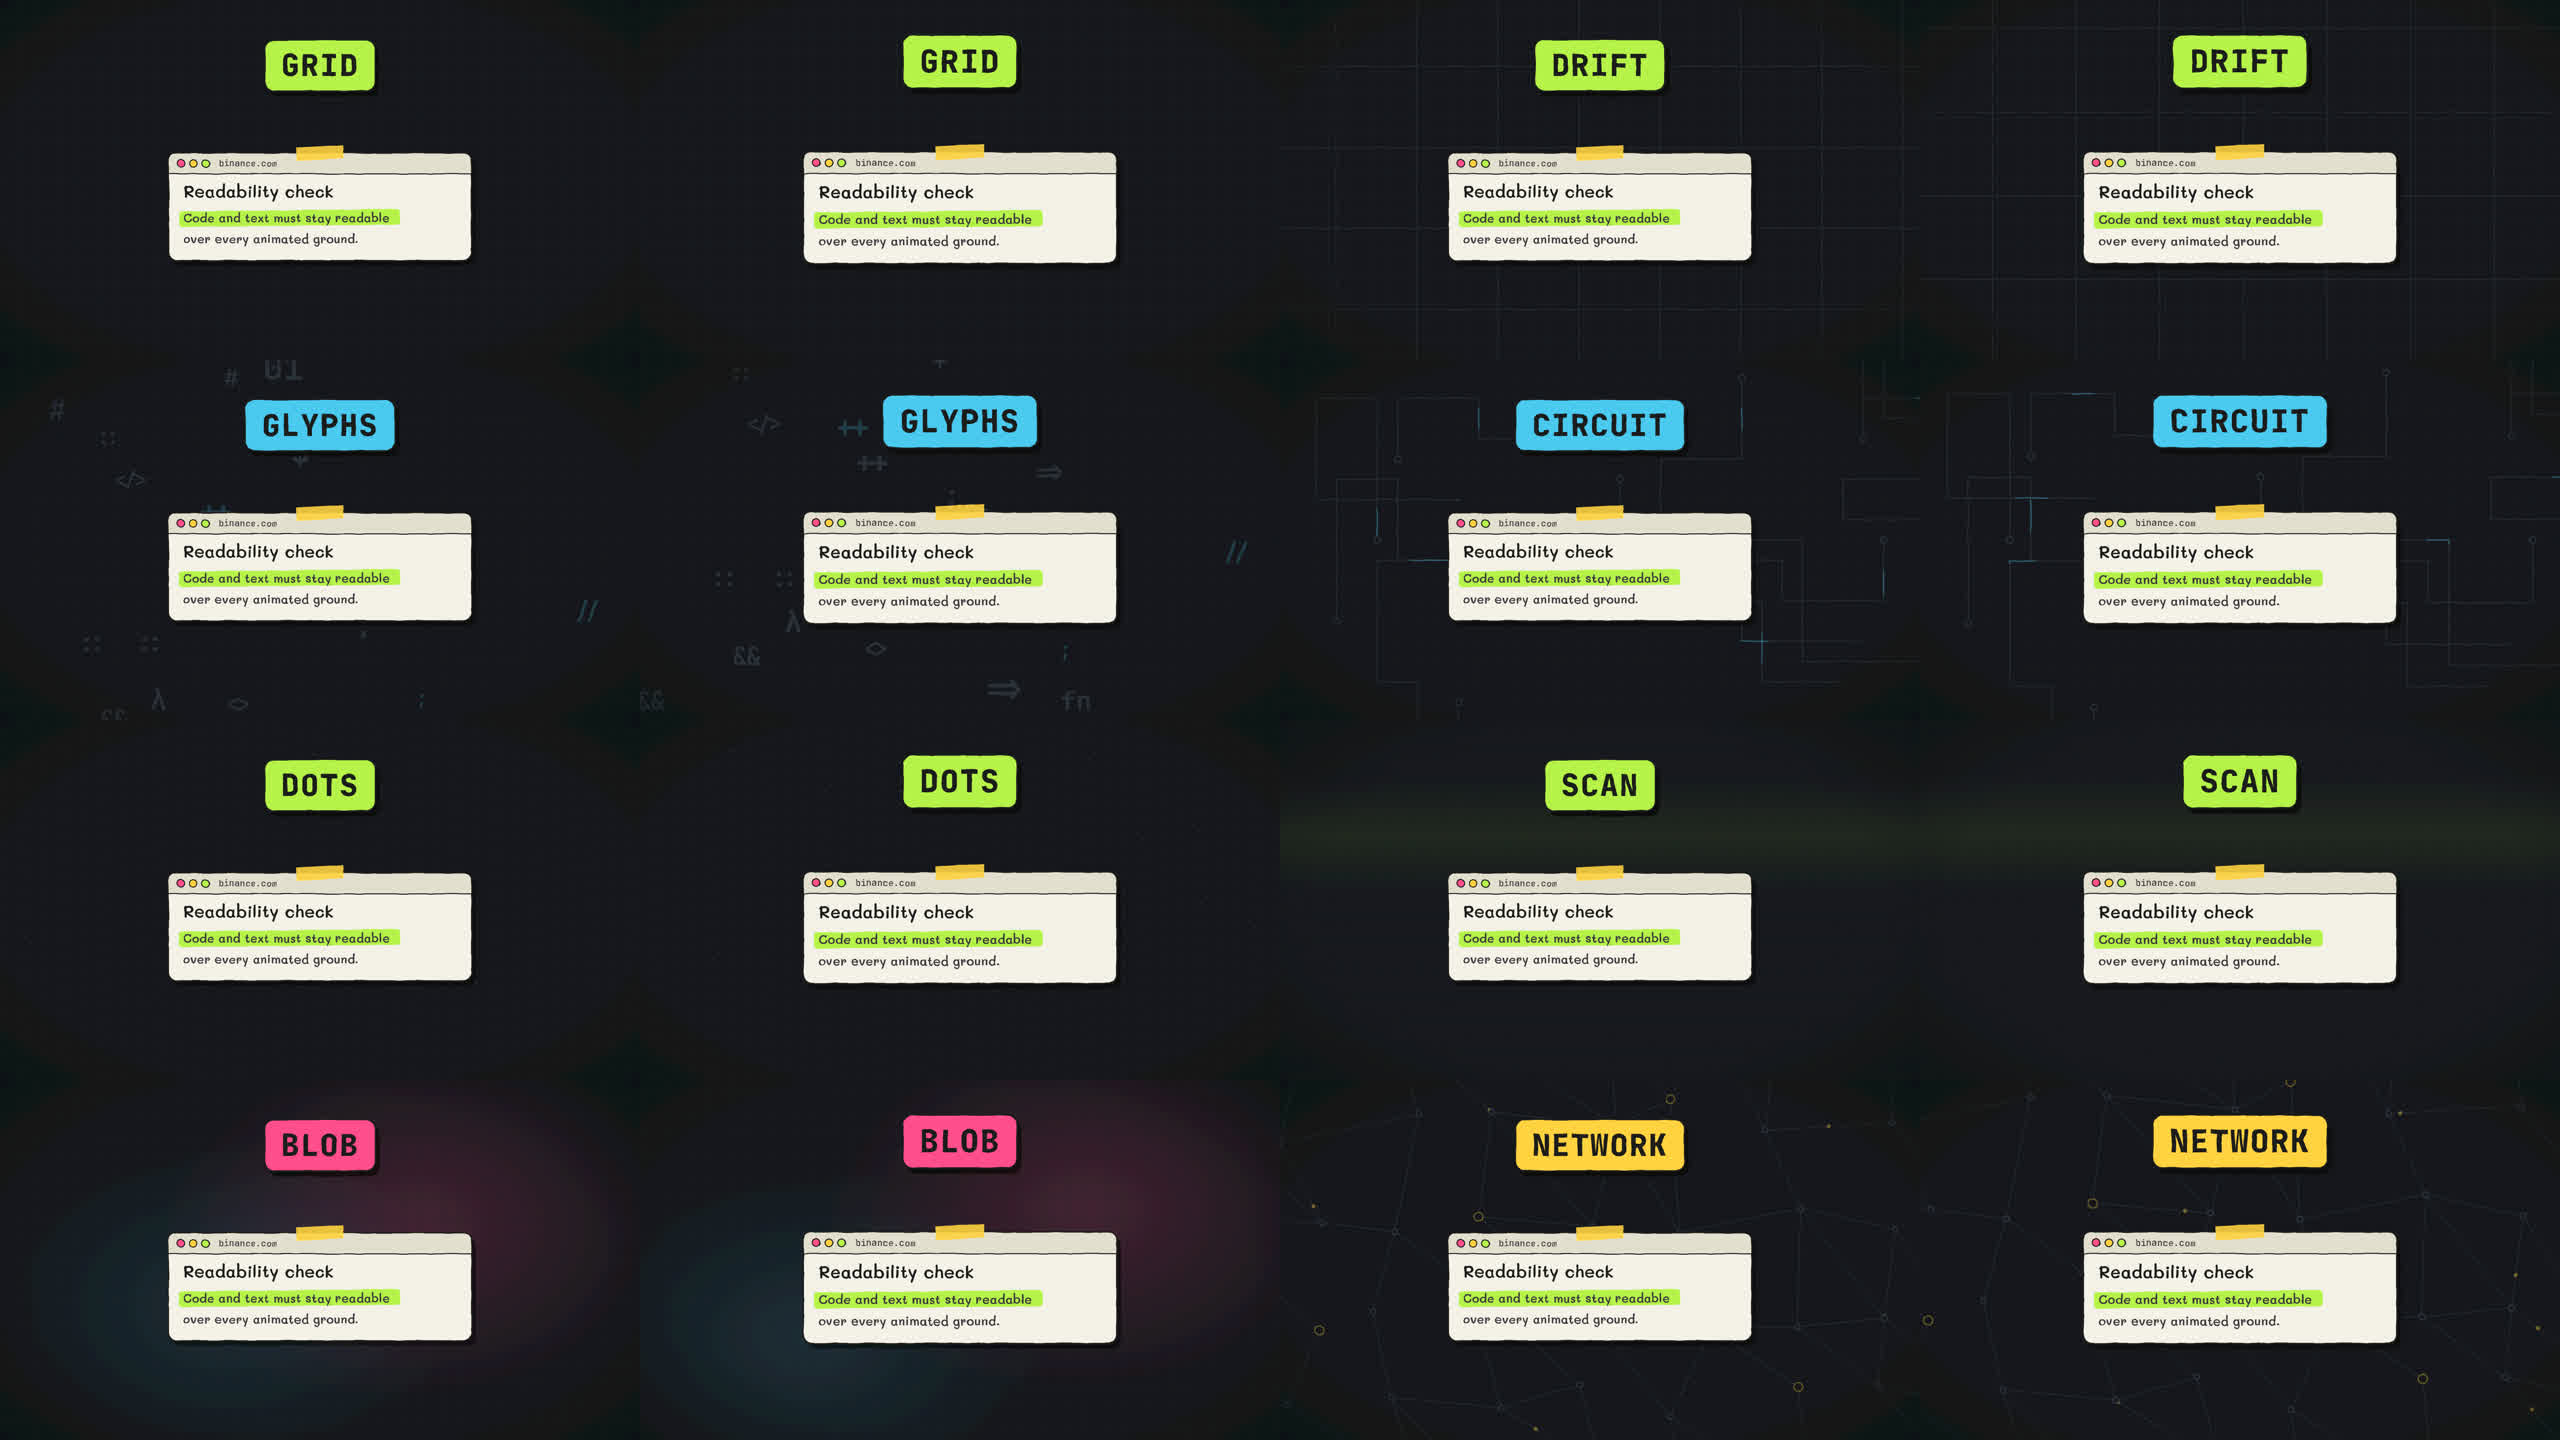 GRID
binance.com
Readability check
Code and text must stay readable
over every animated ground.
GRID
binance.com
Readability check
Code and text must stay readable
over every animated ground.
DRIFT
binance.com
Readability check
Code and text must stay readable
over every animated ground.
DRIFT
binance.com
Readability check
Code and text must stay readable
over every animated ground.
#
#
::
</>
GLYPHS
binance.com
Readability check
Code and text must stay readable
over every animated ground.
//
:: ::
λ
<>
;
::
</>
++
++
=>
GLYPHS
binance.com
Readability check
Code and text must stay readable
over every animated ground.
//
:: ::
λ
&&
<>
;
&&
=>
fn
CIRCUIT
binance.com
Readability check
Code and text must stay readable
over every animated ground.
CIRCUIT
binance.com
Readability check
Code and text must stay readable
over every animated ground.
DOTS
binance.com
Readability check
Code and text must stay readable
over every animated ground.
DOTS
binance.com
Readability check
Code and text must stay readable
over every animated ground.
SCAN
binance.com
Readability check
Code and text must stay readable
over every animated ground.
SCAN
binance.com
Readability check
Code and text must stay readable
over every animated ground.
BLOB
binance.com
Readability check
Code and text must stay readable
over every animated ground.
BLOB
binance.com
Readability check
Code and text must stay readable
over every animated ground.
NETWORK
binance.com
Readability check
Code and text must stay readable
over every animated ground.
NETWORK
binance.com
Readability check
Code and text must stay readable
over every animated ground.